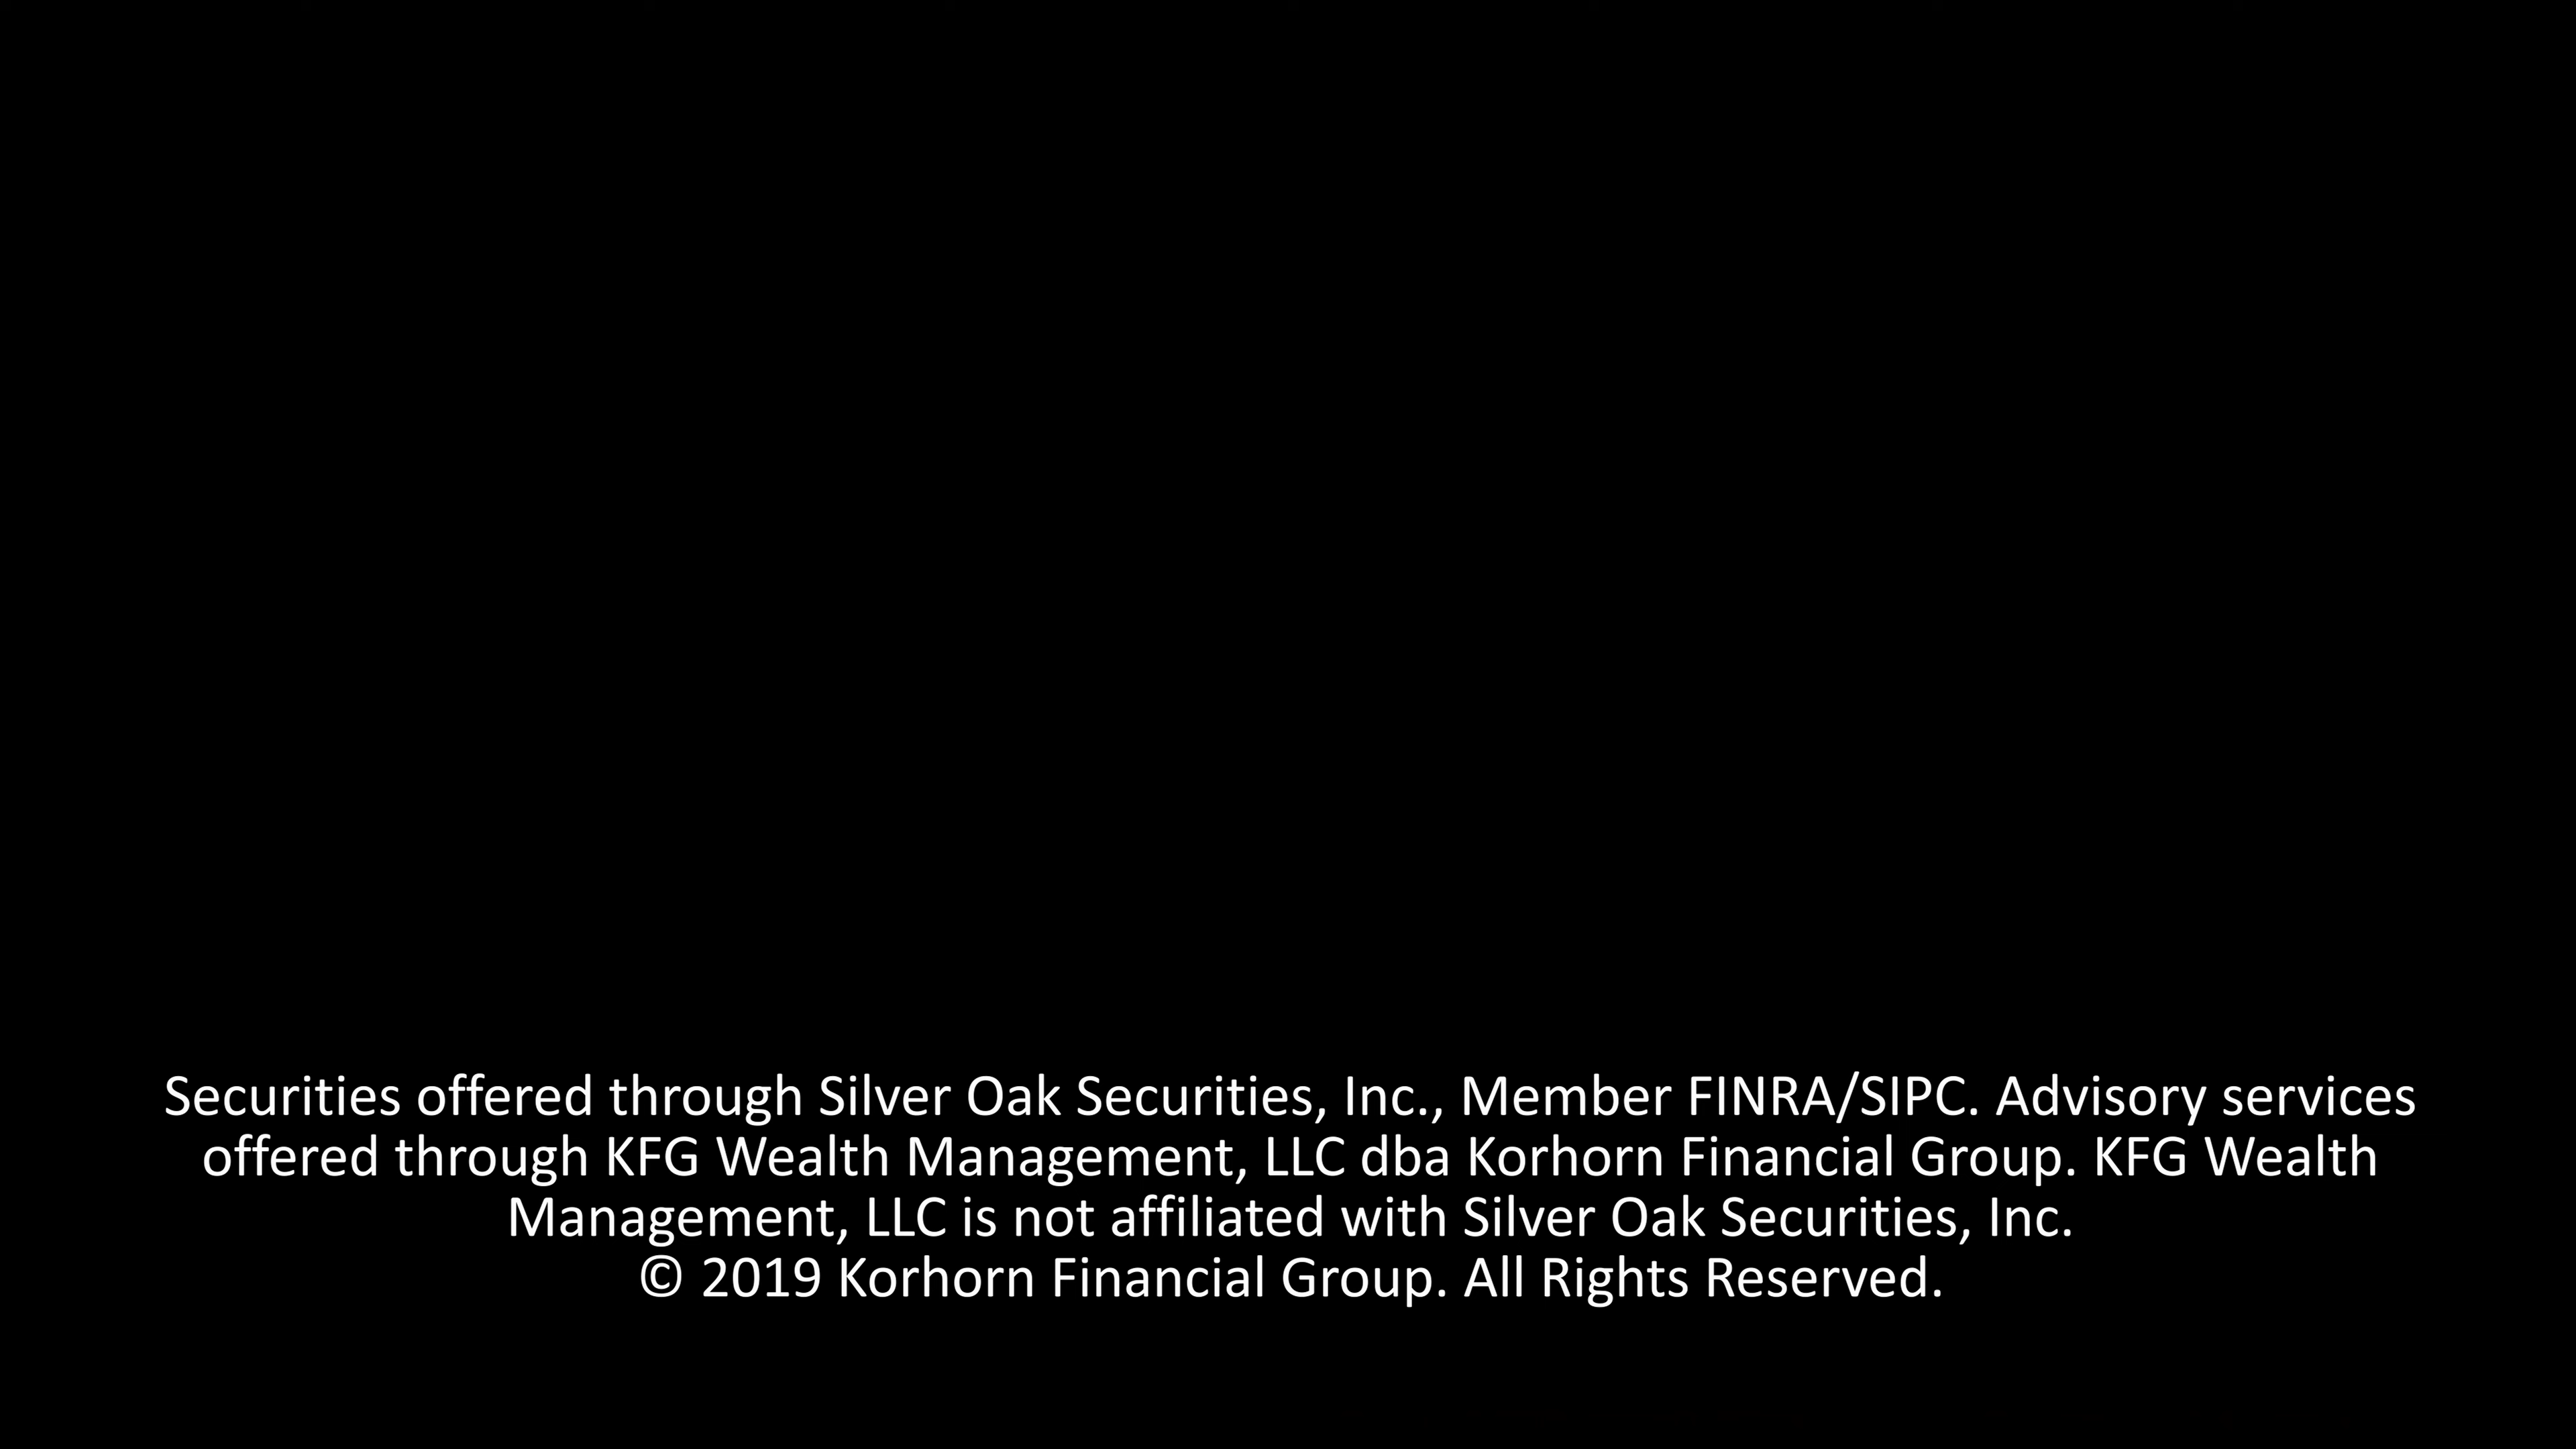 Securities offered through Silver Oak Securities, Inc., Member FINRA/SIPC. Advisory services
offered through KFG Wealth Management, LLC dba Korhorn Financial Group. KFG Wealth
Management, LLC is not affiliated with Silver Oak Securities, Inc.
© 2019 Korhorn Financial Group. All Rights Reserved.